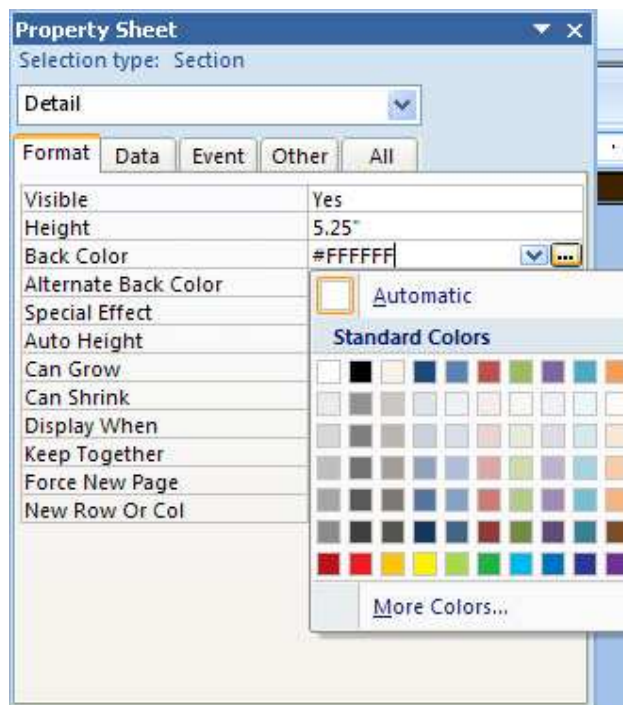 Property Sheet
Selection type: Section
Detail
Format Data Event Other All
Visible Yes
Height 5.25"
Back Color #FFFFFF ...
Alternate Back Color
Special Effect
Auto Height
Can Grow
Can Shrink
Display When
Keep Together
Force New Page
New Row Or Col
Automatic
Standard Colors
More Colors...